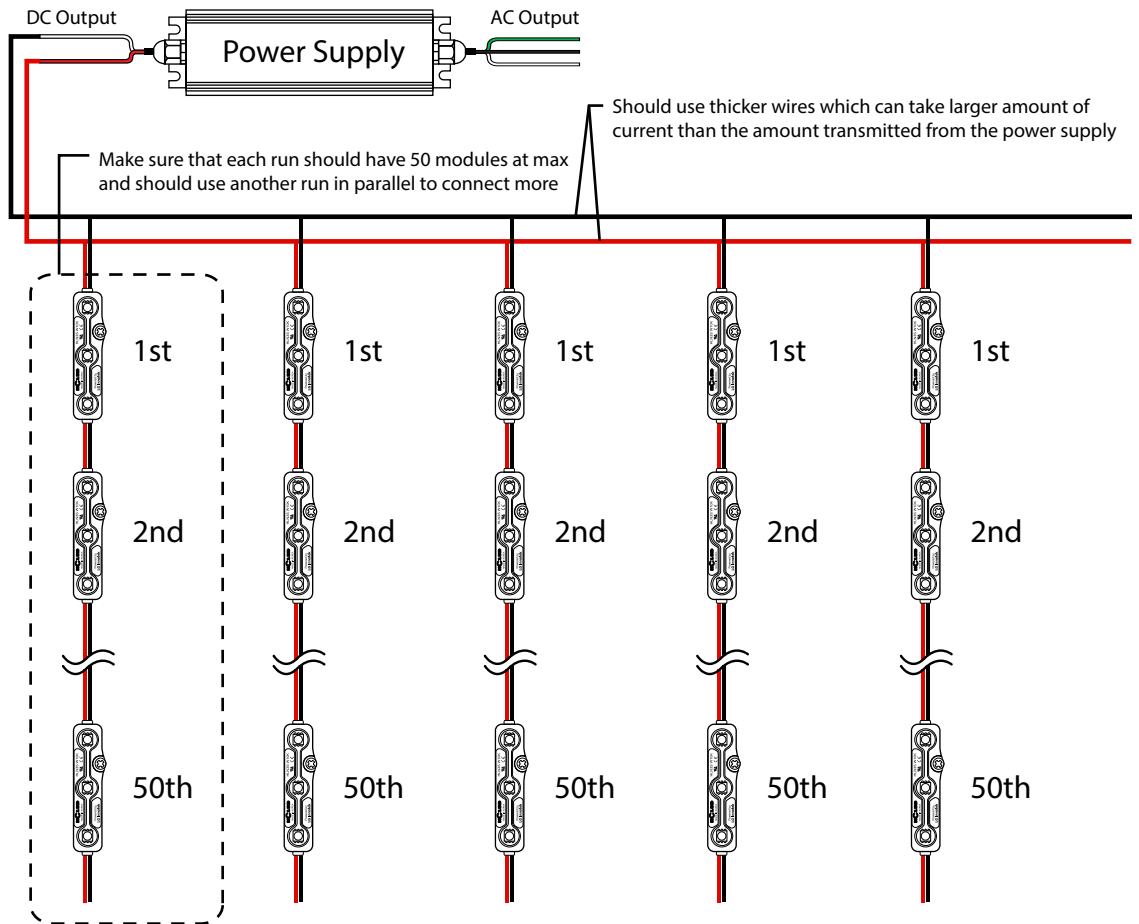 DC Output
AC Output
Power Supply
Should use thicker wires which can take larger amount of
current than the amount transmitted from the power supply
Make sure that each run should have 50 modules at max
and should use another run in parallel to connect more
1st
1st
1st
1st
1st
2nd
2nd
2nd
2nd
2nd
50th
50th
50th
50th
50th